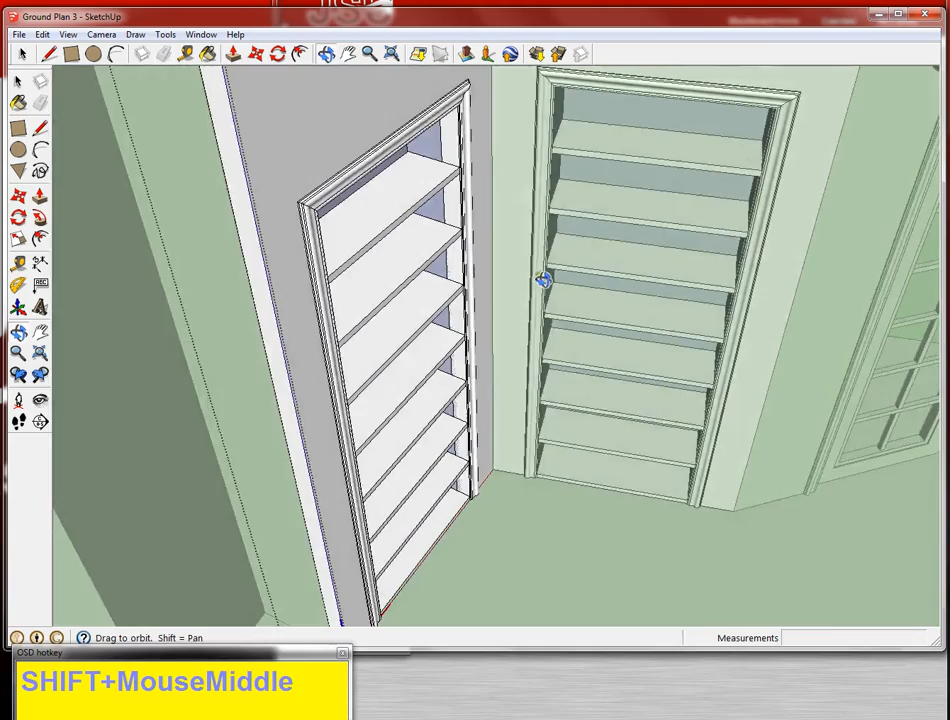 Ground Plan 3 - SketchUp
File Edit View Camera Draw Tools Window Help
ABC
Drag to orbit. Shift = Pan
Measurements
OSD hotkey
SHIFT+MouseMiddle